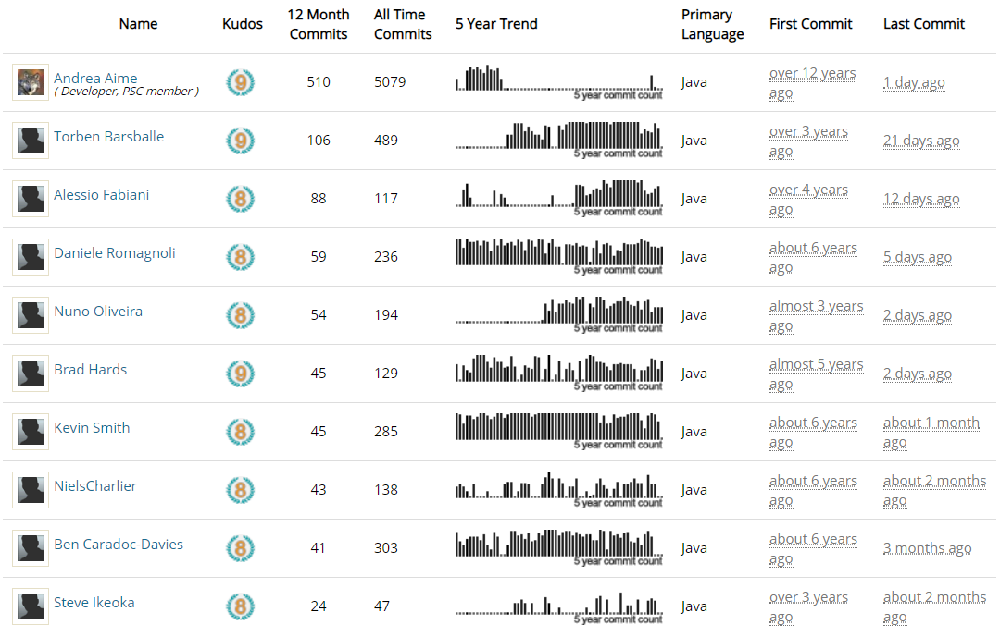 Name Kudos 12 Month Commits All Time Commits 5 Year Trend Primary Language First Commit Last Commit
Andrea Aime
( Developer, PSC member )
9 510 5079 5 year commit count Java over 12 years ago 1 day ago
Torben Barsballe 9 106 489 5 year commit count Java over 3 years ago 21 days ago
Alessio Fabiani 8 88 117 5 year commit count Java over 4 years ago 12 days ago
Daniele Romagnoli 8 59 236 5 year commit count Java about 6 years ago 5 days ago
Nuno Oliveira 8 54 194 5 year commit count Java almost 3 years ago 2 days ago
Brad Hards 9 45 129 5 year commit count Java almost 5 years ago 2 days ago
Kevin Smith 8 45 285 5 year commit count Java about 6 years ago about 1 month ago
NielsCharlier 8 43 138 5 year commit count Java about 6 years ago about 2 months ago
Ben Caradoc-Davies 8 41 303 5 year commit count Java about 6 years ago 3 months ago
Steve Ikeoka 8 24 47 5 year commit count Java over 3 years ago about 2 months ago